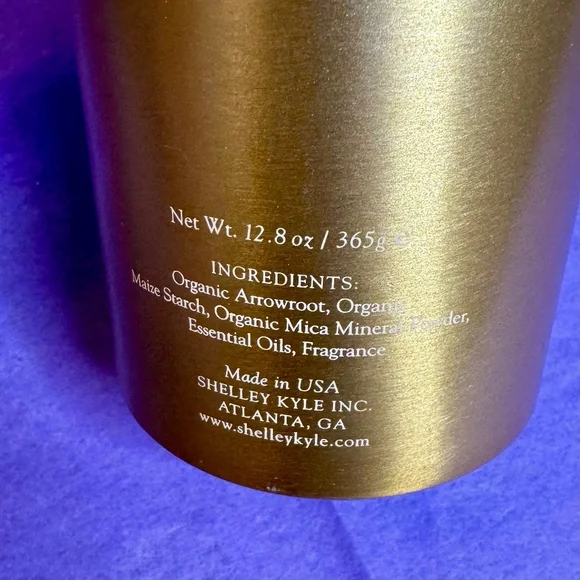 Net Wt. 12.8 oz / 365g
INGREDIENTS:
Organic Arrowroot, Organic
Maize Starch, Organic Mica Mineral Powder,
Essential Oils, Fragrance
Made in USA
SHELLEY KYLE INC.
ATLANTA, GA
www.shelleykyle.com